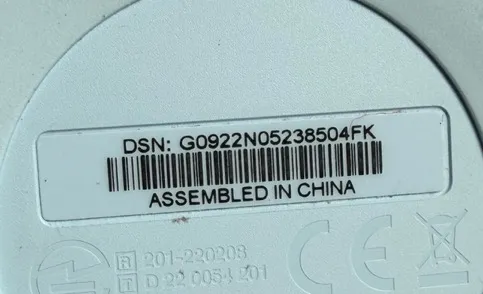 DSN: G0922N05238504FK
ASSEMBLED IN CHINA
R 201-220208
T D 22 0054 201
CE